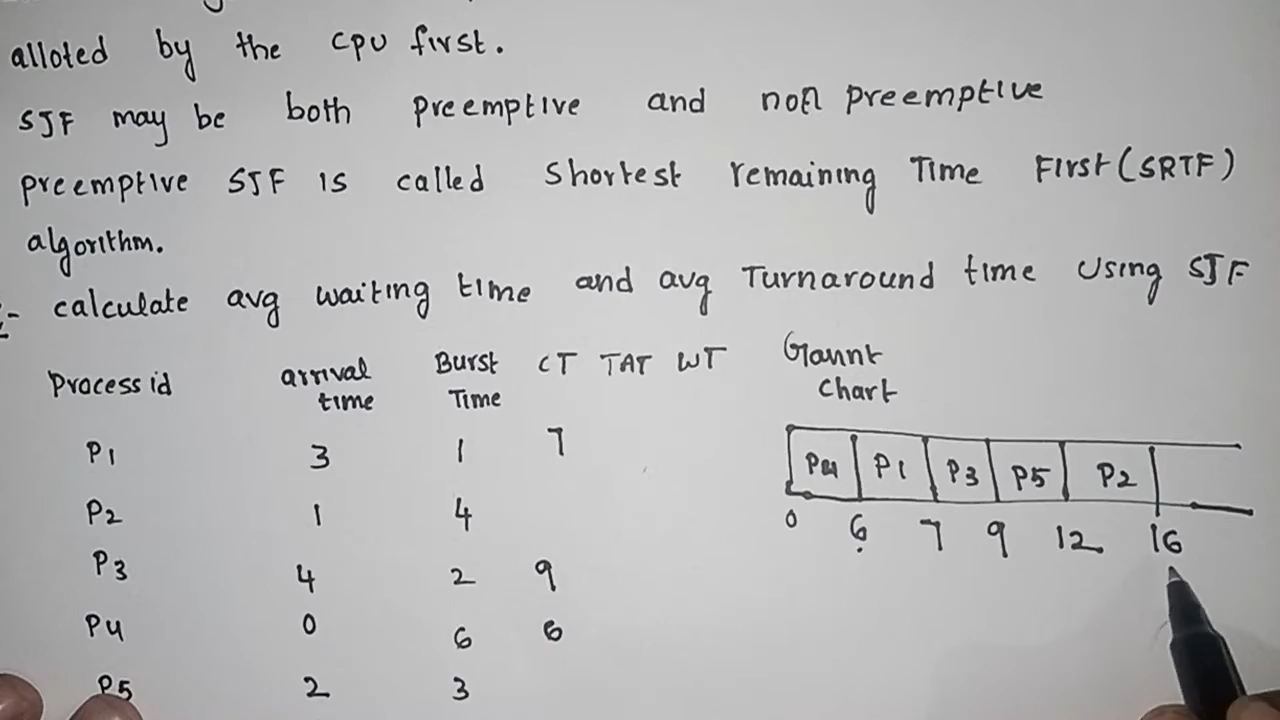 alloted by the cpu first.
SJF may be both preemptive and non preemptive
preemptive SJF is called Shortest remaining Time First (SRTF)
algorithm.
calculate avg waiting time and avg Turnaround time Using SJF
Process id arrival time Burst Time CT TAT WT
P1 3 1 7
P2 1 4
P3 4 2 9
P4 0 6 6
P5 2 3
Gannt
Chart
P4 P1 P3 P5 P2
0 6 7 9 12 16